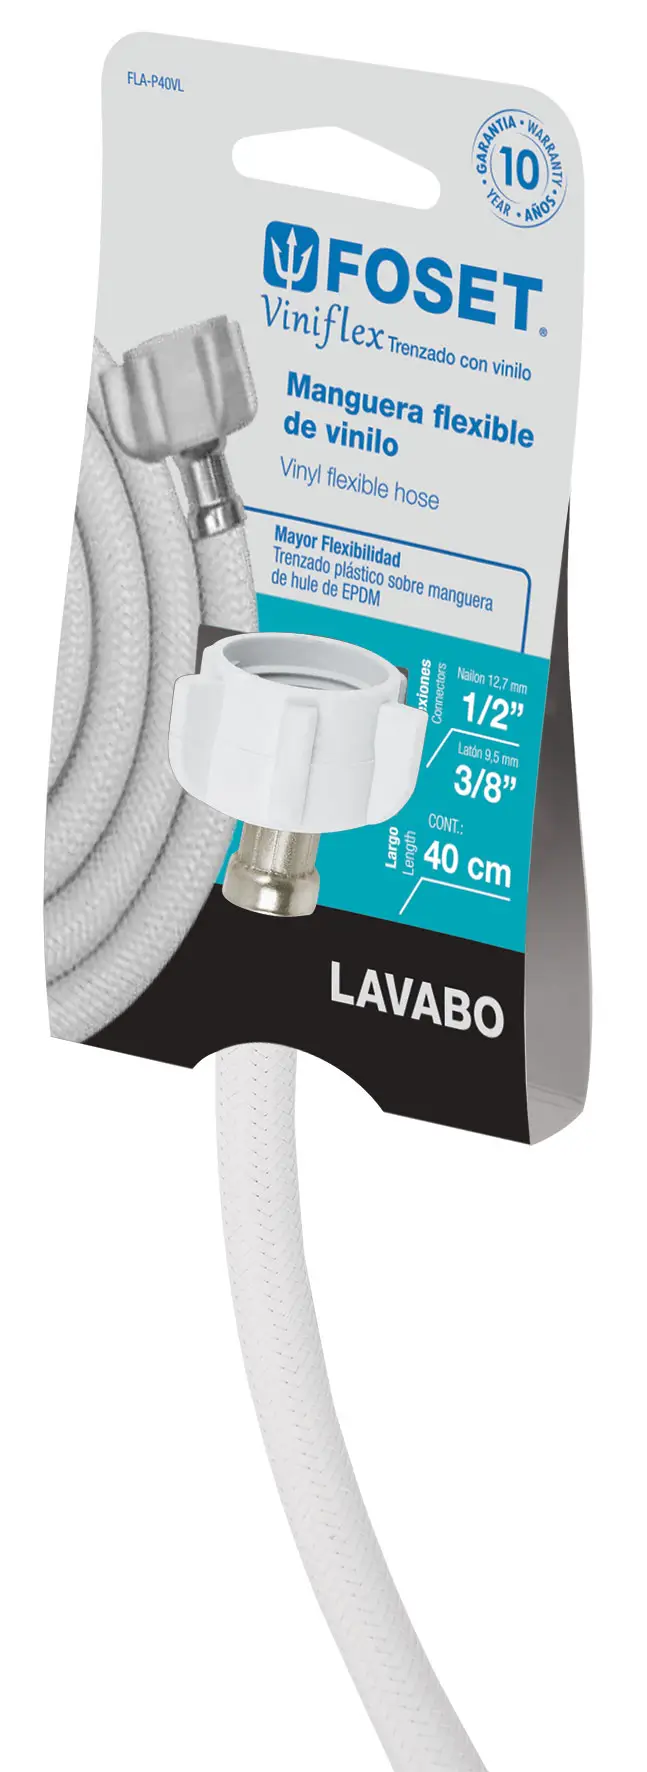 FLA-P40VL
GARANTIA • WARRANTY
10
YEAR • AÑOS
FOSET®
Viniflex Trenzado con vinilo
Manguera flexible
de vinilo
Vinyl flexible hose
Mayor Flexibilidad
Trenzado plástico sobre manguera
de hule de EPDM
Connectors
Nailon 12,7 mm
1/2”
Latón 9,5 mm
3/8”
Largo
Length
CONT.:
40 cm
LAVABO